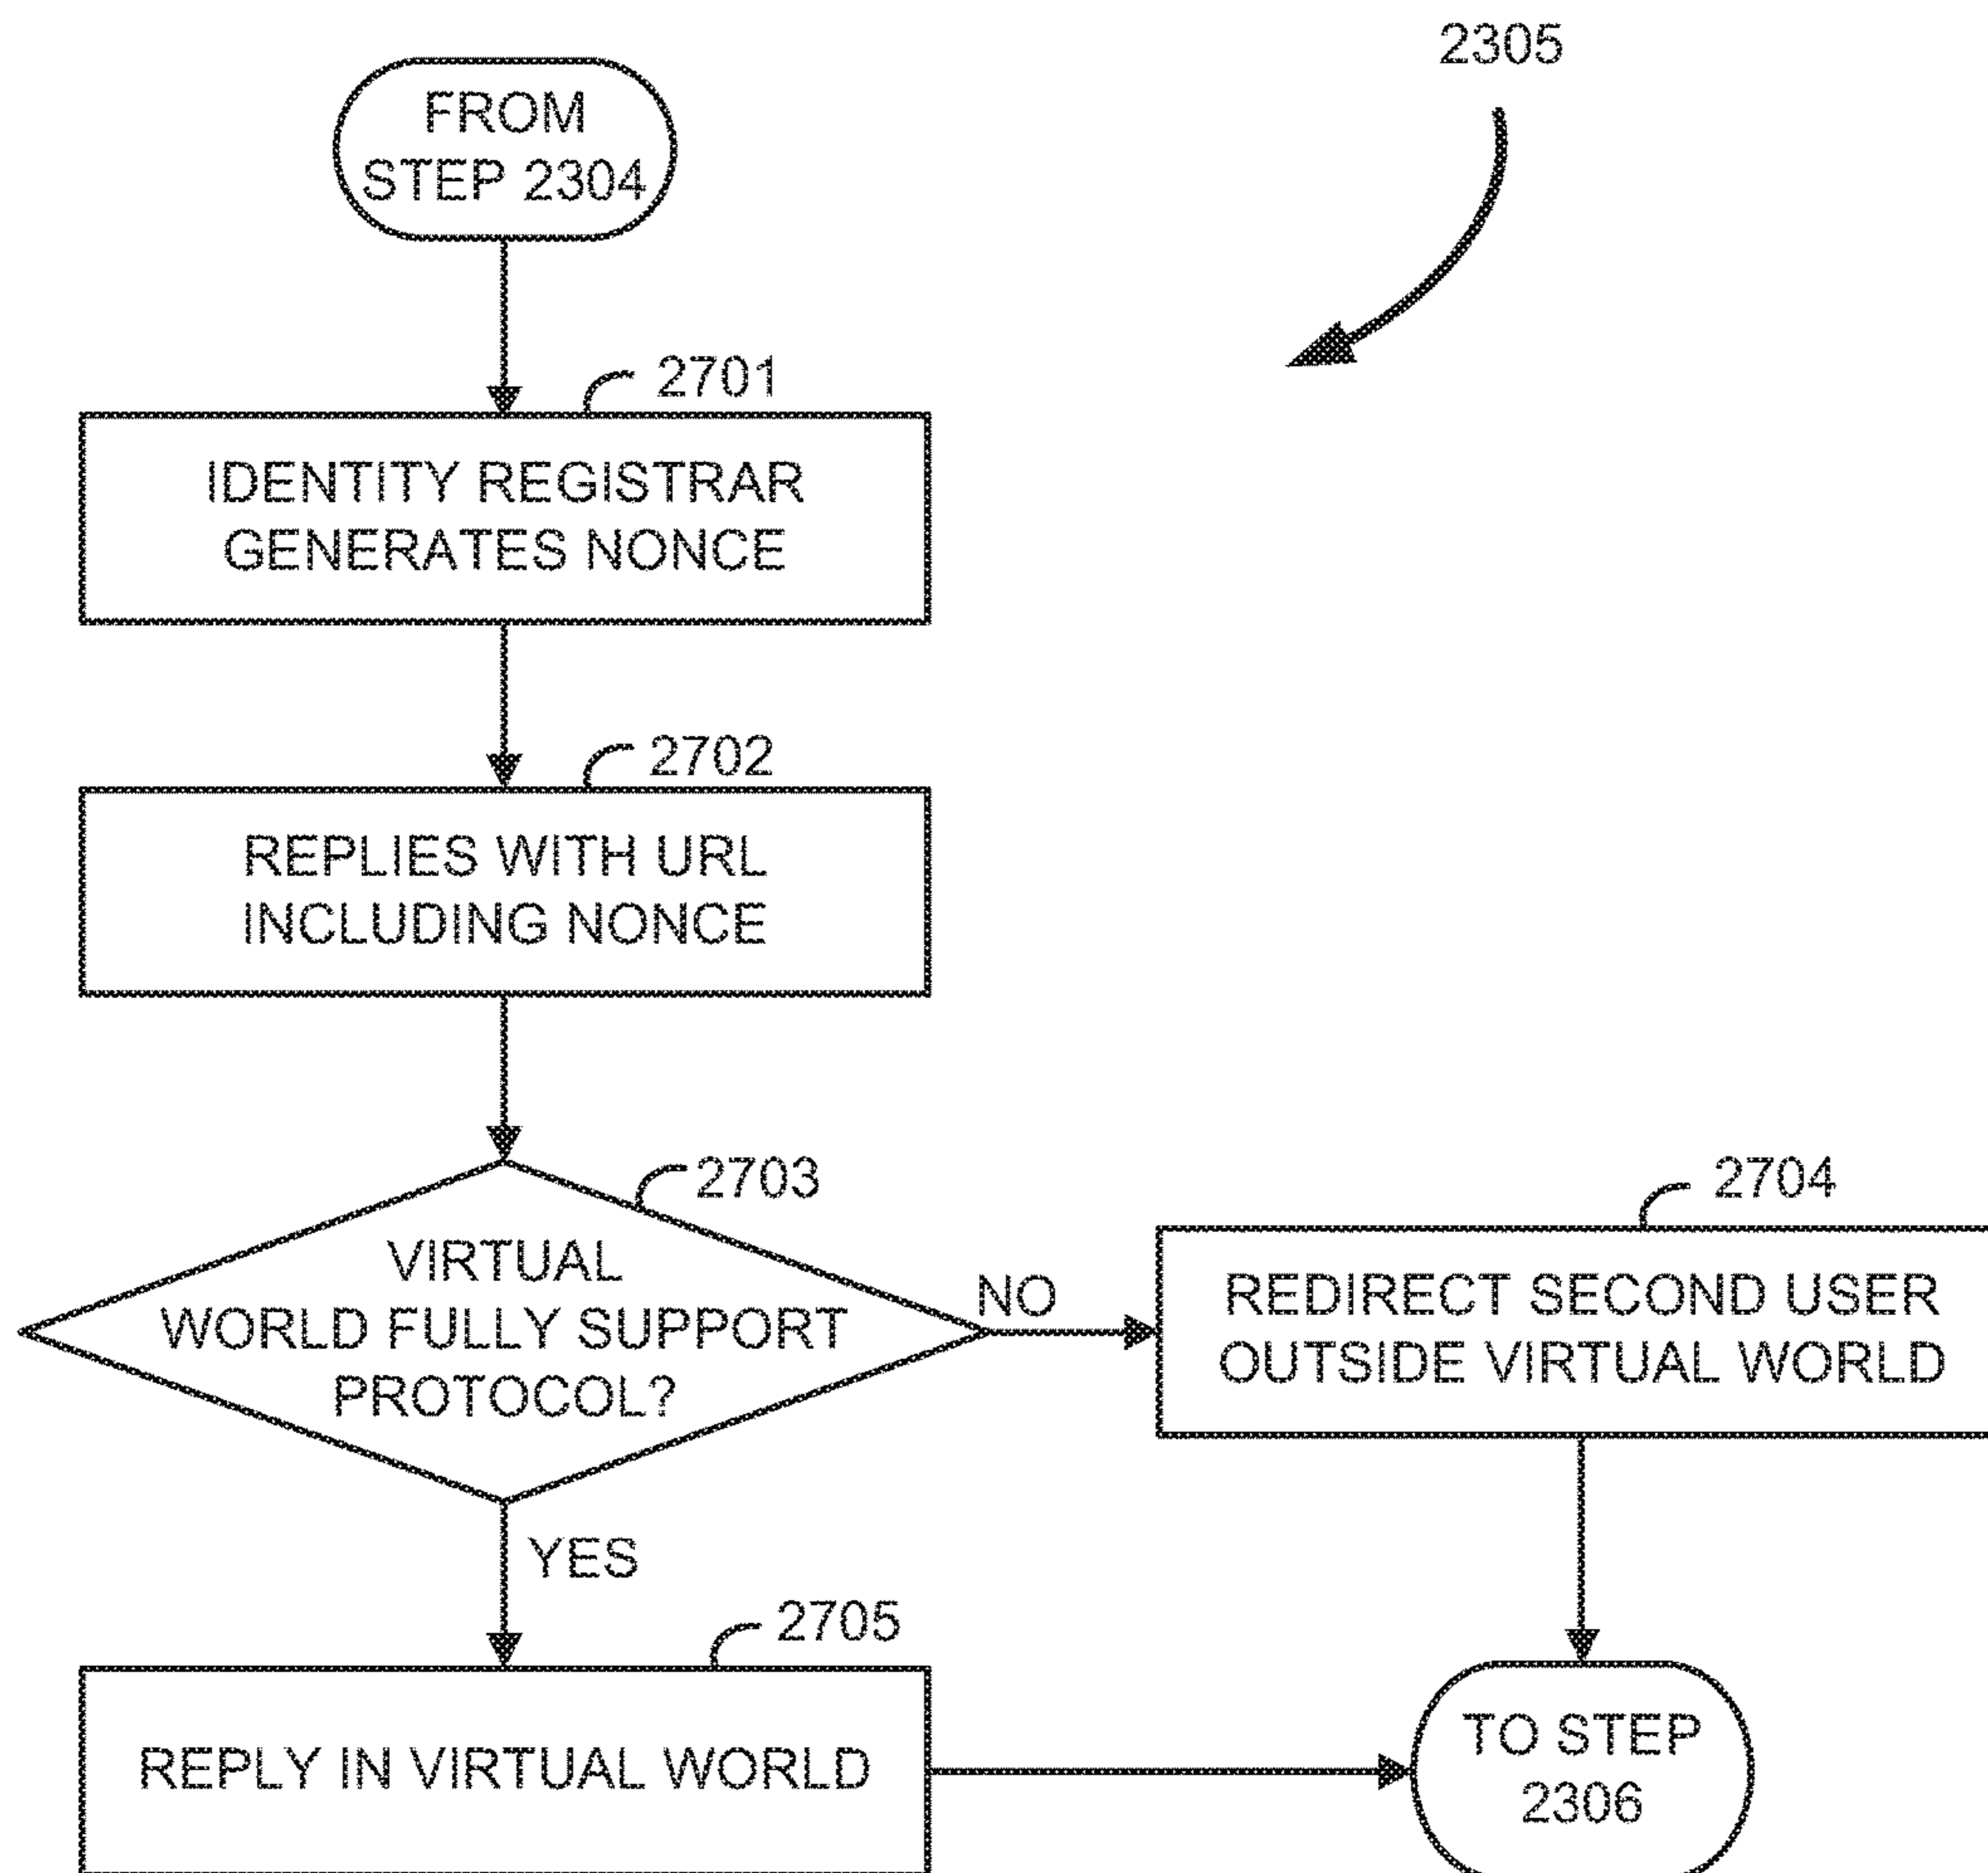 2305
FROM
STEP 2304
2701
IDENTITY REGISTRAR
GENERATES NONCE
2702
REPLIES WITH URL
INCLUDING NONCE
2703
VIRTUAL
WORLD FULLY SUPPORT
PROTOCOL?
NO
2704
REDIRECT SECOND USER
OUTSIDE VIRTUAL WORLD
YES
2705
REPLY IN VIRTUAL WORLD
TO STEP
2306